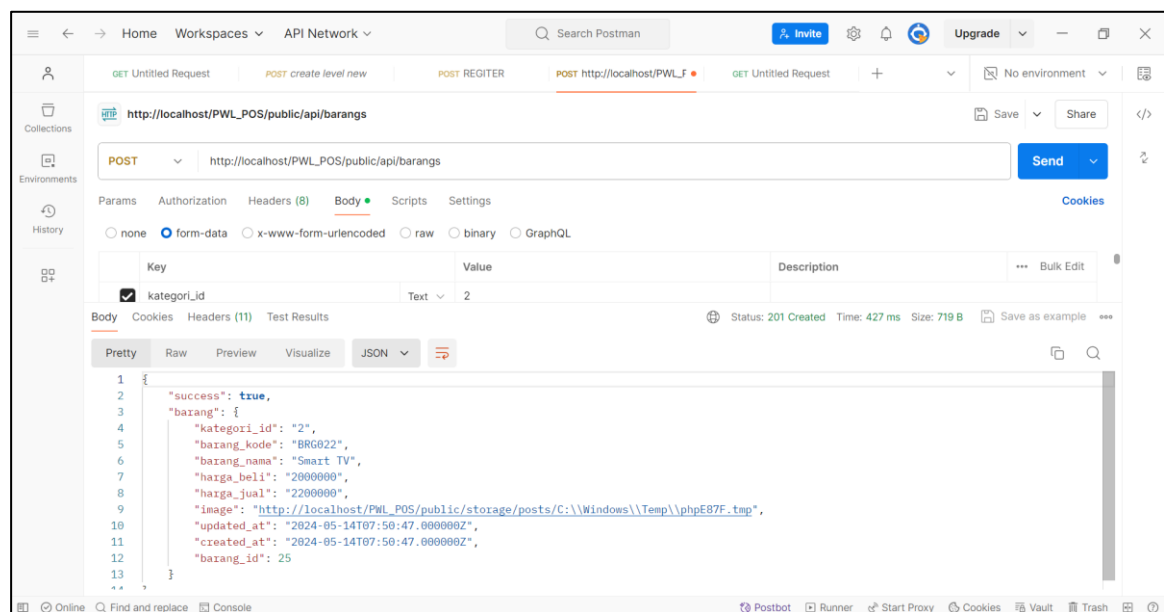 Home Workspaces API Network Search Postman Invite Upgrade
GET Untitled Request POST create level new POST REGITER POST http://localhost/PWL_F GET Untitled Request + No environment
HTTP http://localhost/PWL_POS/public/api/barangs Save Share
Collections
POST http://localhost/PWL_POS/public/api/barangs Send
Environments
Params Authorization Headers (8) Body Scripts Settings Cookies
History
none form-data x-www-form-urlencoded raw binary GraphQL
Key Value Description ••• Bulk Edit
kategori_id Text 2
Body Cookies Headers (11) Test Results Status: 201 Created Time: 427 ms Size: 719 B Save as example
Pretty Raw Preview Visualize JSON
1 {
2 "success": true,
3 "barang": {
4 "kategori_id": "2",
5 "barang_kode": "BRG022",
6 "barang_nama": "Smart TV",
7 "harga_beli": "2000000",
8 "harga_jual": "2200000",
9 "image": "http://localhost/PWL_POS/public/storage/posts/C:\\Windows\\Temp\\phpE87F.tmp",
10 "updated_at": "2024-05-14T07:50:47.000000Z",
11 "created_at": "2024-05-14T07:50:47.000000Z",
12 "barang_id": 25
13 }
Online Find and replace Console Postbot Runner Start Proxy Cookies Vault Trash